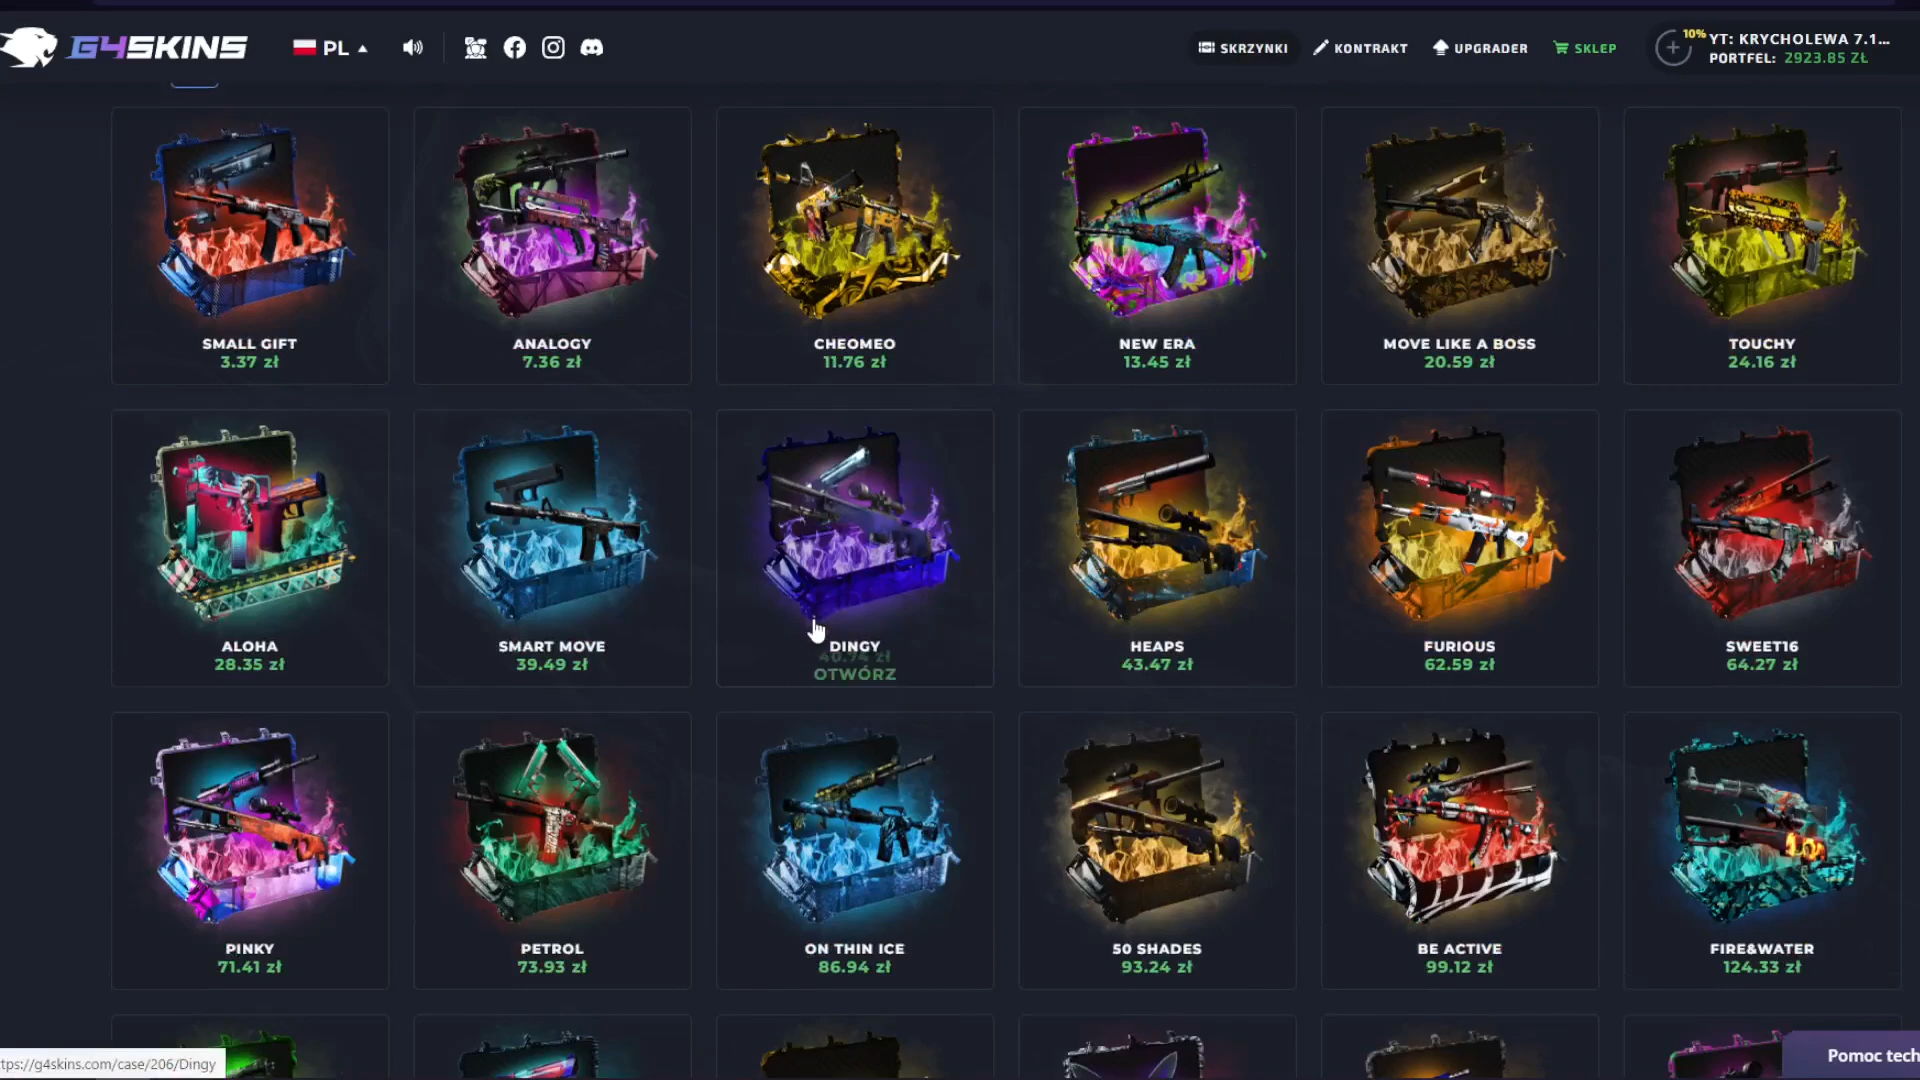 G4SKINS
PL
SKRZYNKI
KONTRAKT
UPGRADER
SKLEP
10%
YT: KRYCHOLEWA 7.1...
PORTFEL: 2923.85 ZŁ
SMALL GIFT
3.37 zł
ANALOGY
7.36 zł
CHEOMEO
11.76 zł
NEW ERA
13.45 zł
MOVE LIKE A BOSS
20.59 zł
TOUCHY
24.16 zł
ALOHA
28.35 zł
SMART MOVE
39.49 zł
DINGY
40.74 zł
OTWÓRZ
HEAPS
43.47 zł
FURIOUS
62.59 zł
SWEET16
64.27 zł
PINKY
71.41 zł
PETROL
73.93 zł
ON THIN ICE
86.94 zł
50 SHADES
93.24 zł
BE ACTIVE
99.12 zł
FIRE&WATER
124.33 zł
tps://g4skins.com/case/206/Dingy
Pomoc tech